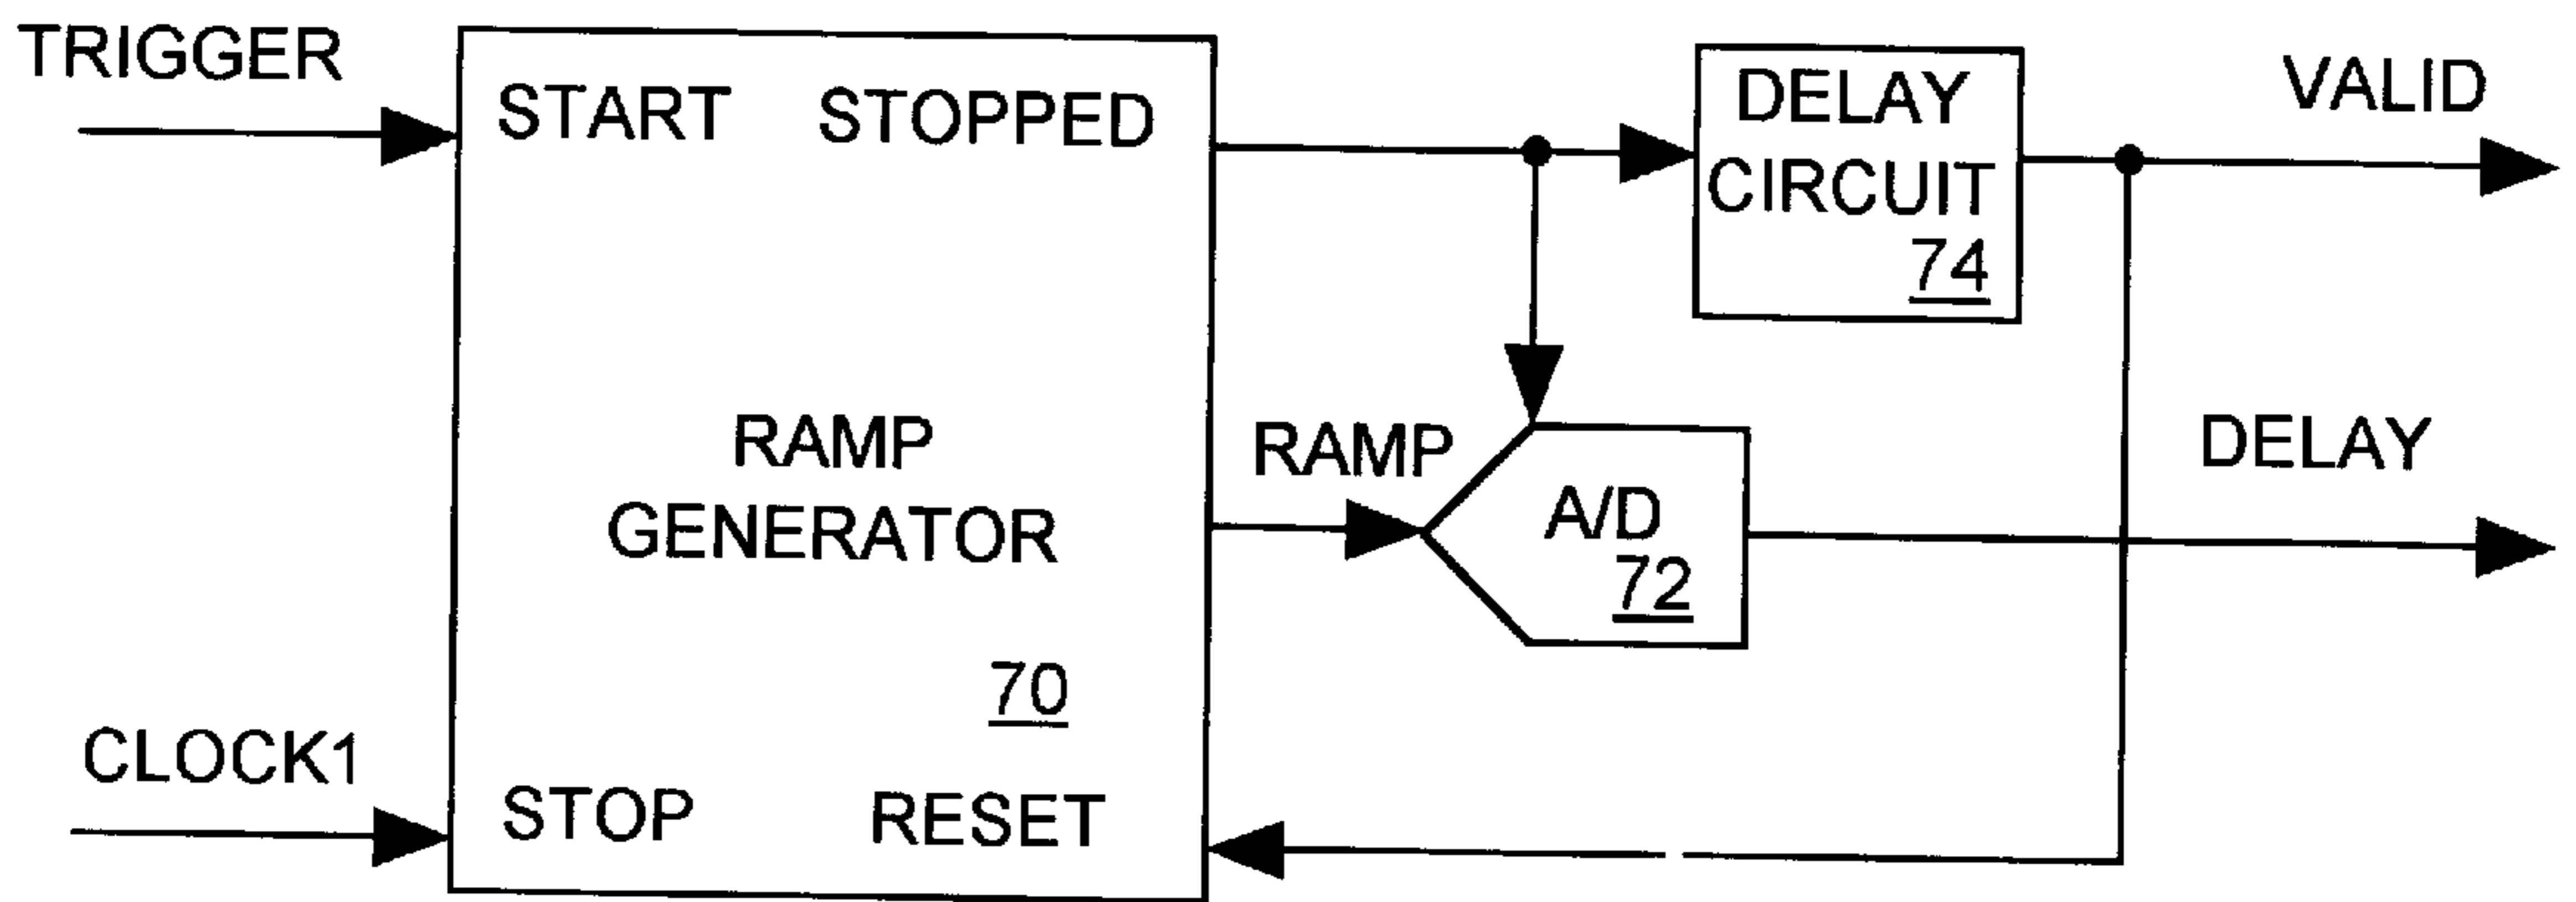 TRIGGER
START STOPPED
DELAY
CIRCUIT
74
VALID
RAMP
GENERATOR
70
RAMP
A/D
72
DELAY
CLOCK1
STOP RESET